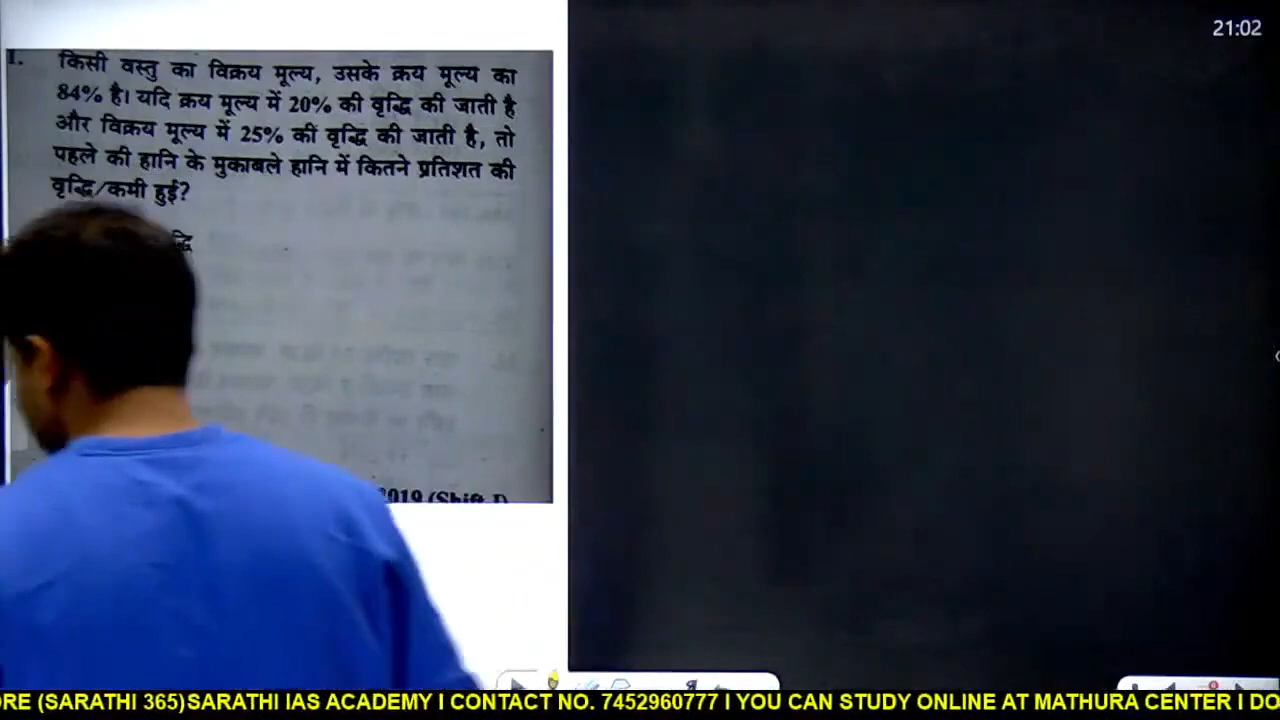 21:02
1. किसी वस्तु का विक्रय मूल्य, उसके क्रय मूल्य का
84% है। यदि क्रय मूल्य में 20% की वृद्धि की जाती है
और विक्रय मूल्य में 25% की वृद्धि की जाती है, तो
पहले की हानि के मुकाबले हानि में कितने प्रतिशत की
वृद्धि/कमी हुई?
2019 (Shift I)
ORE (SARATHI 365)SARATHI IAS ACADEMY I CONTACT NO. 7452960777 I YOU CAN STUDY ONLINE AT MATHURA CENTER I DO